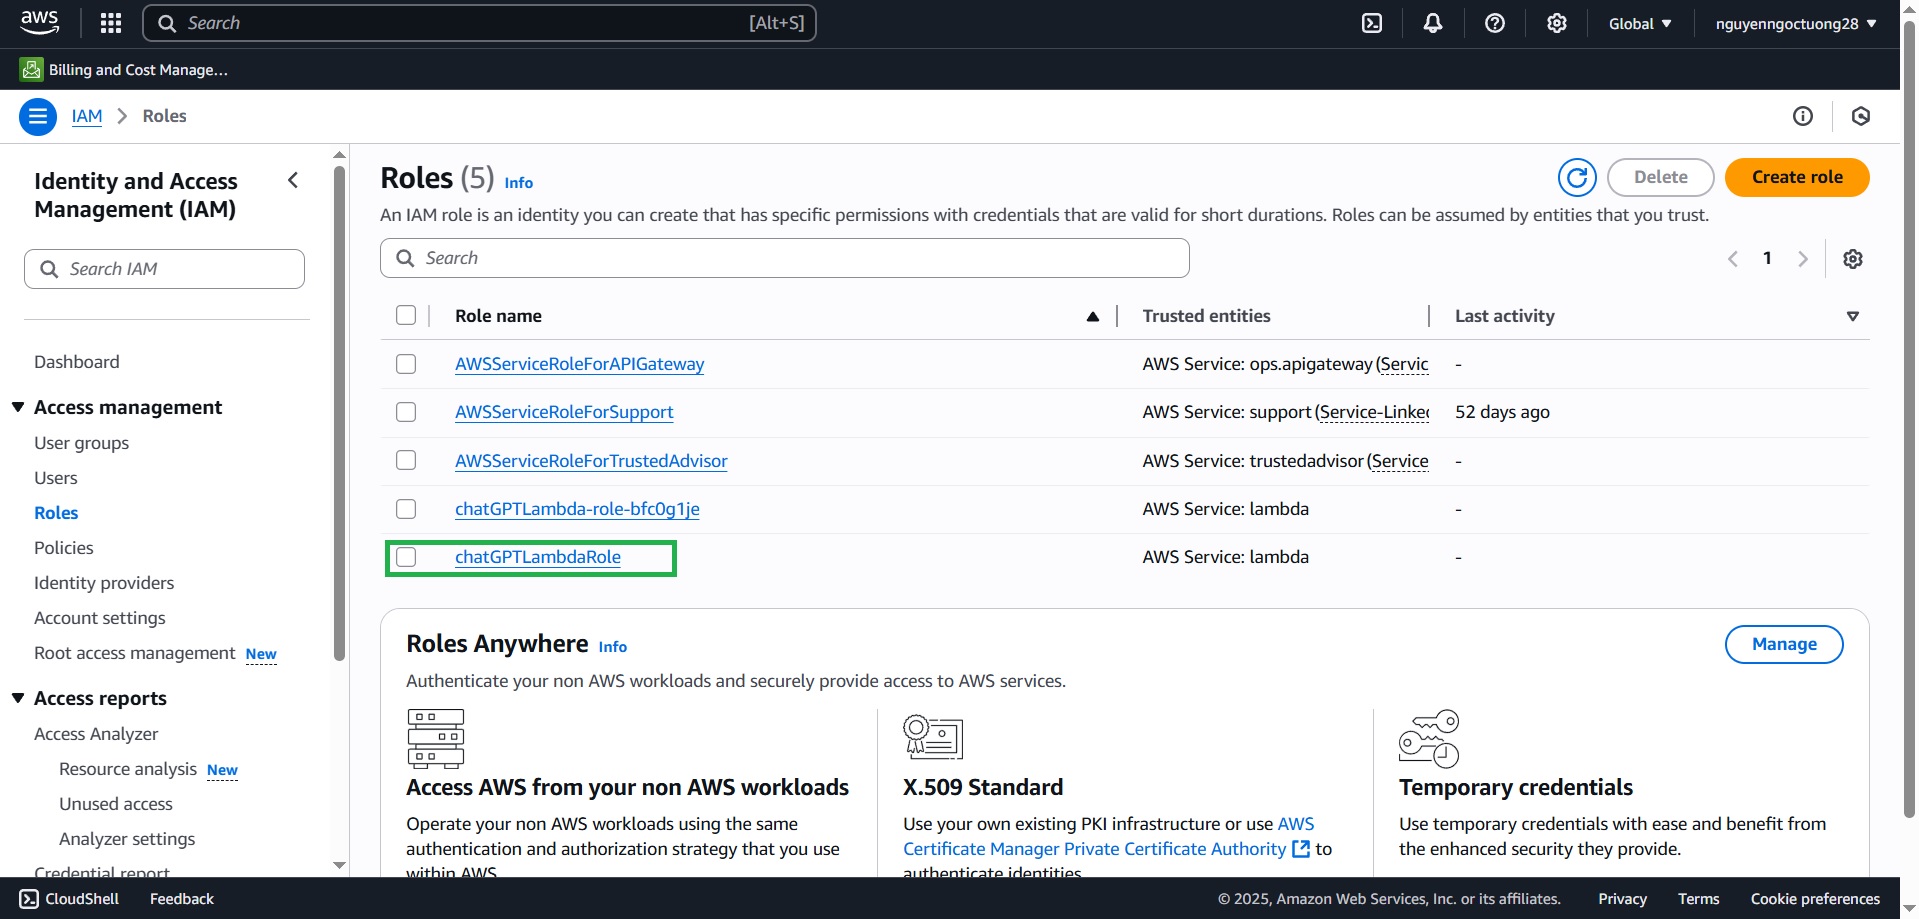 aws
Search [Alt+S]
Global
nguyenngoctuong28
Billing and Cost Manage...
IAM
Roles
Identity and Access
Management (IAM)
Search IAM
Dashboard
Access management
User groups
Users
Roles
Policies
Identity providers
Account settings
Root access management New
Access reports
Access Analyzer
Resource analysis New
Unused access
Analyzer settings
Credential report
Roles (5) Info
Delete
Create role
An IAM role is an identity you can create that has specific permissions with credentials that are valid for short durations. Roles can be assumed by entities that you trust.
Search
1
Role name Trusted entities Last activity
AWSServiceRoleForAPIGateway AWS Service: ops.apigateway (Servic -
AWSServiceRoleForSupport AWS Service: support (Service-Linked 52 days ago
AWSServiceRoleForTrustedAdvisor AWS Service: trustedadvisor (Service -
chatGPTLambda-role-bfc0g1je AWS Service: lambda -
chatGPTLambdaRole AWS Service: lambda -
Roles Anywhere Info
Manage
Authenticate your non AWS workloads and securely provide access to AWS services.
Access AWS from your non AWS workloads
Operate your non AWS workloads using the same
authentication and authorization strategy that you use
within AWS.
X.509 Standard
Use your own existing PKI infrastructure or use AWS
Certificate Manager Private Certificate Authority to
authenticate identities.
Temporary credentials
Use temporary credentials with ease and benefit from
the enhanced security they provide.
CloudShell
Feedback
© 2025, Amazon Web Services, Inc. or its affiliates.
Privacy
Terms
Cookie preferences